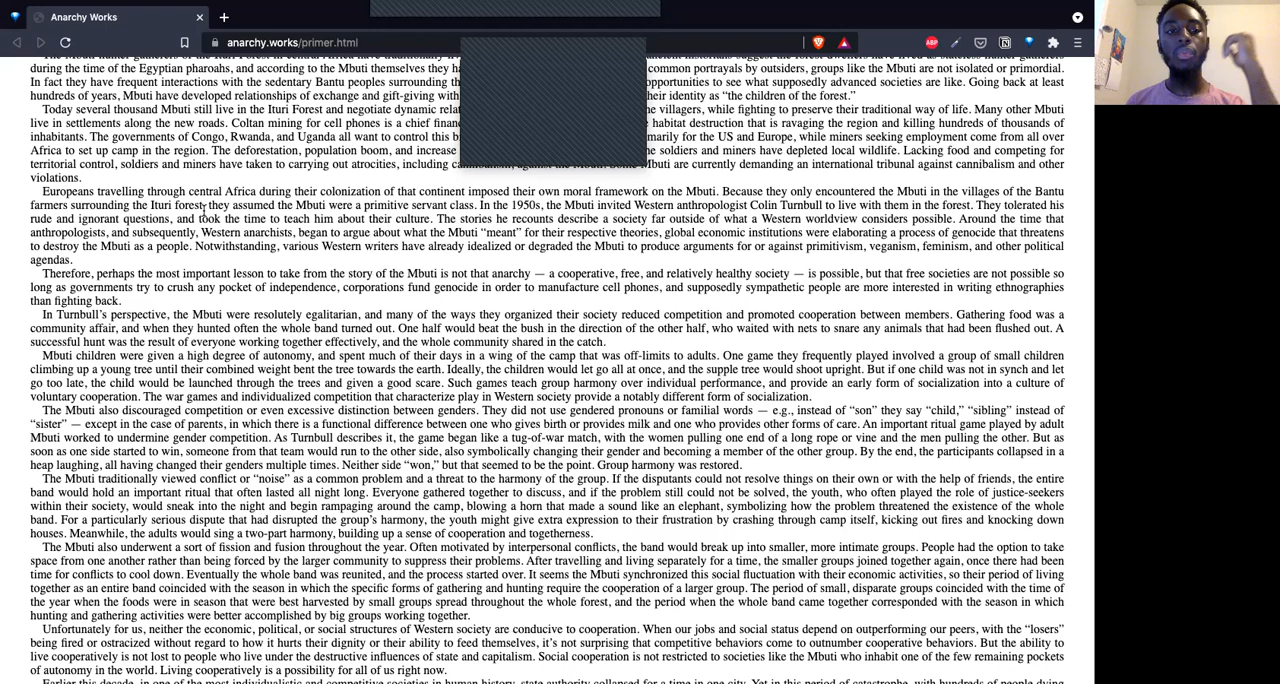 Anarchy Works
anarchy.works/primer.html
ABP
during the time of the Egyptian pharoahs, and according to the Mbuti themselves they ha common portrayals by outsiders, groups like the Mbuti are not isolated or primordial.
In fact they have frequent interactions with the sedentary Bantu peoples surrounding th opportunities to see what supposedly advanced societies are like. Going back at least
hundreds of years, Mbuti have developed relationships of exchange and gift-giving with their identity as “the children of the forest.”
Today several thousand Mbuti still live in the Ituri Forest and negotiate dynamic relat he villagers, while fighting to preserve their traditional way of life. Many other Mbuti
live in settlements along the new roads. Coltan mining for cell phones is a chief financ habitat destruction that is ravaging the region and killing hundreds of thousands of
inhabitants. The governments of Congo, Rwanda, and Uganda all want to control this b marily for the US and Europe, while miners seeking employment come from all over
Africa to set up camp in the region. The deforestation, population boom, and increase he soldiers and miners have depleted local wildlife. Lacking food and competing for
territorial control, soldiers and miners have taken to carrying out atrocities, including cannibalism, against the Mbuti. Some Mbuti are currently demanding an international tribunal against cannibalism and other
violations.
Europeans travelling through central Africa during their colonization of that continent imposed their own moral framework on the Mbuti. Because they only encountered the Mbuti in the villages of the Bantu
farmers surrounding the Ituri forest, they assumed the Mbuti were a primitive servant class. In the 1950s, the Mbuti invited Western anthropologist Colin Turnbull to live with them in the forest. They tolerated his
rude and ignorant questions, and took the time to teach him about their culture. The stories he recounts describe a society far outside of what a Western worldview considers possible. Around the time that
anthropologists, and subsequently, Western anarchists, began to argue about what the Mbuti “meant” for their respective theories, global economic institutions were elaborating a process of genocide that threatens
to destroy the Mbuti as a people. Notwithstanding, various Western writers have already idealized or degraded the Mbuti to produce arguments for or against primitivism, veganism, feminism, and other political
agendas.
Therefore, perhaps the most important lesson to take from the story of the Mbuti is not that anarchy — a cooperative, free, and relatively healthy society — is possible, but that free societies are not possible so
long as governments try to crush any pocket of independence, corporations fund genocide in order to manufacture cell phones, and supposedly sympathetic people are more interested in writing ethnographies
than fighting back.
In Turnbull’s perspective, the Mbuti were resolutely egalitarian, and many of the ways they organized their society reduced competition and promoted cooperation between members. Gathering food was a
community affair, and when they hunted often the whole band turned out. One half would beat the bush in the direction of the other half, who waited with nets to snare any animals that had been flushed out. A
successful hunt was the result of everyone working together effectively, and the whole community shared in the catch.
Mbuti children were given a high degree of autonomy, and spent much of their days in a wing of the camp that was off-limits to adults. One game they frequently played involved a group of small children
climbing up a young tree until their combined weight bent the tree towards the earth. Ideally, the children would let go all at once, and the supple tree would shoot upright. But if one child was not in synch and let
go too late, the child would be launched through the trees and given a good scare. Such games teach group harmony over individual performance, and provide an early form of socialization into a culture of
voluntary cooperation. The war games and individualized competition that characterize play in Western society provide a notably different form of socialization.
The Mbuti also discouraged competition or even excessive distinction between genders. They did not use gendered pronouns or familial words — e.g., instead of “son” they say “child,” “sibling” instead of
“sister” — except in the case of parents, in which there is a functional difference between one who gives birth or provides milk and one who provides other forms of care. An important ritual game played by adult
Mbuti worked to undermine gender competition. As Turnbull describes it, the game began like a tug-of-war match, with the women pulling one end of a long rope or vine and the men pulling the other. But as
soon as one side started to win, someone from that team would run to the other side, also symbolically changing their gender and becoming a member of the other group. By the end, the participants collapsed in a
heap laughing, all having changed their genders multiple times. Neither side “won,” but that seemed to be the point. Group harmony was restored.
The Mbuti traditionally viewed conflict or “noise” as a common problem and a threat to the harmony of the group. If the disputants could not resolve things on their own or with the help of friends, the entire
band would hold an important ritual that often lasted all night long. Everyone gathered together to discuss, and if the problem still could not be solved, the youth, who often played the role of justice-seekers
within their society, would sneak into the night and begin rampaging around the camp, blowing a horn that made a sound like an elephant, symbolizing how the problem threatened the existence of the whole
band. For a particularly serious dispute that had disrupted the group’s harmony, the youth might give extra expression to their frustration by crashing through camp itself, kicking out fires and knocking down
houses. Meanwhile, the adults would sing a two-part harmony, building up a sense of cooperation and togetherness.
The Mbuti also underwent a sort of fission and fusion throughout the year. Often motivated by interpersonal conflicts, the band would break up into smaller, more intimate groups. People had the option to take
space from one another rather than being forced by the larger community to suppress their problems. After travelling and living separately for a time, the smaller groups joined together again, once there had been
time for conflicts to cool down. Eventually the whole band was reunited, and the process started over. It seems the Mbuti synchronized this social fluctuation with their economic activities, so their period of living
together as an entire band coincided with the season in which the specific forms of gathering and hunting require the cooperation of a larger group. The period of small, disparate groups coincided with the time of
the year when the foods were in season that were best harvested by small groups spread throughout the whole forest, and the period when the whole band came together corresponded with the season in which
hunting and gathering activities were better accomplished by big groups working together.
Unfortunately for us, neither the economic, political, or social structures of Western society are conducive to cooperation. When our jobs and social status depend on outperforming our peers, with the “losers”
being fired or ostracized without regard to how it hurts their dignity or their ability to feed themselves, it’s not surprising that competitive behaviors come to outnumber cooperative behaviors. But the ability to
live cooperatively is not lost to people who live under the destructive influences of state and capitalism. Social cooperation is not restricted to societies like the Mbuti who inhabit one of the few remaining pockets
of autonomy in the world. Living cooperatively is a possibility for all of us right now.
Earlier this decade, in one of the most individualistic and competitive societies in human history, state authority collapsed for a time in one city. Yet in this period of catastrophe, with hundreds of people dying